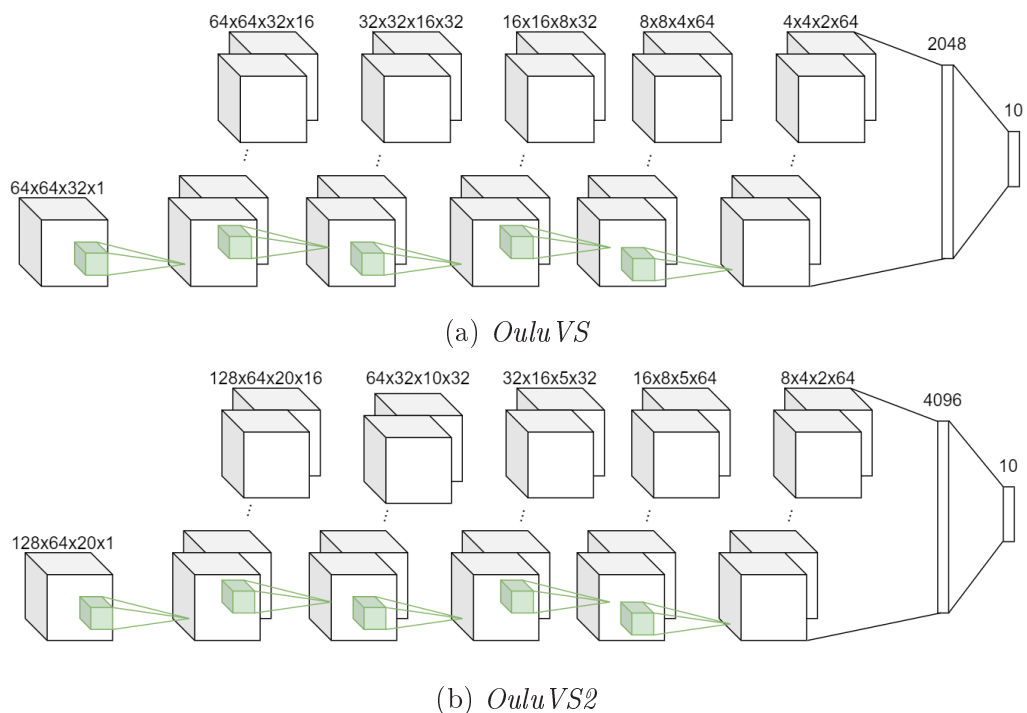 64x64x32x16 32x32x16x32 16x16x8x32 8x8x4x64 4x4x2x64
2048
10
64x64x32x1
(a) OuluVS
128x64x20x16 64x32x10x32 32x16x5x32 16x8x5x64 8x4x2x64
4096
10
128x64x20x1
(b) OuluVS2